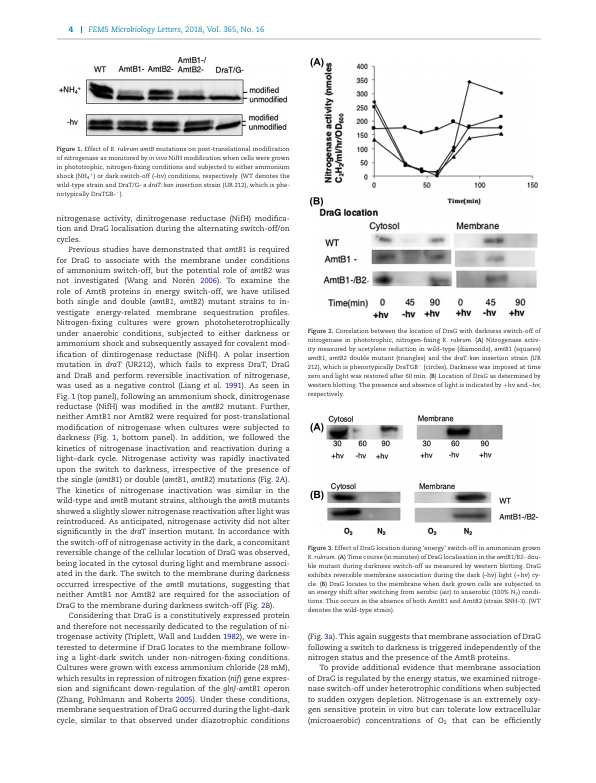 4 | FEMS Microbiology Letters, 2018, Vol. 365, No. 16
AmtB1-/
WT AmtB1- AmtB2- AmtB2- DraT/G-
+NH₄⁺
modified
unmodified
-hv
modified
unmodified
Figure 1. Effect of R. rubrum amtB mutations on post-translational modification
of nitrogenase as monitored by in vivo NifH modification when cells were grown
in phototrophic, nitrogen-fixing conditions and subjected to either ammonium
shock (NH₄⁺) or dark switch-off (–hv) conditions, respectively. (WT denotes the
wild-type strain and DraT/G- a draT::kan insertion strain (UR 212), which is phe-
notypically DraTGB- ⁻).
nitrogenase activity, dinitrogenase reductase (NifH) modifica-
tion and DraG localisation during the alternating switch-off/on
cycles.
Previous studies have demonstrated that amtB1 is required
for DraG to associate with the membrane under conditions
of ammonium switch-off, but the potential role of amtB2 was
not investigated (Wang and Norén 2006). To examine the
role of AmtB proteins in energy switch-off, we have utilised
both single and double (amtB1, amtB2) mutant strains to in-
vestigate energy-related membrane sequestration profiles.
Nitrogen-fixing cultures were grown photoheterotrophically
under anaerobic conditions, subjected to either darkness or
ammonium shock and subsequently assayed for covalent mod-
ification of dintirogenase reductase (NifH). A polar insertion
mutation in draT (UR212), which fails to express DraT, DraG
and DraB and perform reversible inactivation of nitrogenase,
was used as a negative control (Liang et al. 1991). As seen in
Fig. 1 (top panel), following an ammonium shock, dinitrogenase
reductase (NifH) was modified in the amtB2 mutant. Further,
neither AmtB1 nor AmtB2 were required for post-translational
modification of nitrogenase when cultures were subjected to
darkness (Fig. 1, bottom panel). In addition, we followed the
kinetics of nitrogenase inactivation and reactivation during a
light–dark cycle. Nitrogenase activity was rapidly inactivated
upon the switch to darkness, irrespective of the presence of
the single (amtB1) or double (amtB1, amtB2) mutations (Fig. 2A).
The kinetics of nitrogenase inactivation was similar in the
wild-type and amtB mutant strains, although the amtB mutants
showed a slightly slower nitrogenase reactivation after light was
reintroduced. As anticipated, nitrogenase activity did not alter
significantly in the draT insertion mutant. In accordance with
the switch-off of nitrogenase activity in the dark, a concomitant
reversible change of the cellular location of DraG was observed,
being located in the cytosol during light and membrane associ-
ated in the dark. The switch to the membrane during darkness
occurred irrespective of the amtB mutations, suggesting that
neither AmtB1 nor AmtB2 are required for the association of
DraG to the membrane during darkness switch-off (Fig. 2B).
Considering that DraG is a constitutively expressed protein
and therefore not necessarily dedicated to the regulation of ni-
trogenase activity (Triplett, Wall and Ludden 1982), we were in-
terested to determine if DraG locates to the membrane follow-
ing a light-dark switch under non-nitrogen-fixing conditions.
Cultures were grown with excess ammonium chloride (28 mM),
which results in repression of nitrogen fixation (nif) gene expres-
sion and significant down-regulation of the glnJ-amtB1 operon
(Zhang, Pohlmann and Roberts 2005). Under these conditions,
membrane sequestration of DraG occurred during the light–dark
cycle, similar to that observed under diazotrophic conditions
(A)
Nitrogenase activity (nmoles
C₂H₂/ml/hr/OD₆₀₀
400
350
300
250
200
150
100
50
0
0 50 100 150
Time(min)
(B)
DraG location
Cytosol Membrane
WT
AmtB1 -
AmtB1-/B2-
Time(min) 0 45 90 0 45 90
+hv -hv +hv +hv -hv +hv
Figure 2. Correlation between the location of DraG with darkness switch-off of
nitrogenase in phototrophic, nitrogen-fixing R. rubrum. (A) Nitrogenase activ-
ity measured by acetylene reduction in wild-type (diamonds), amtB1 (squares)
amtB1, amtB2 double mutant (triangles) and the draT::kan insertion strain (UR
212), which is phenotypically DraTGB⁻ (circles). Darkness was imposed at time
zero and light was restored after 60 min. (B) Location of DraG as determined by
western blotting. The presence and absence of light is indicated by +hv and –hv,
respectively.
(A)
Cytosol Membrane
30 60 90 30 60 90
+hv -hv +hv +hv -hv +hv
(B)
Cytosol Membrane
WT
AmtB1-/B2-
O₂ N₂ O₂ N₂
Figure 3. Effect of DraG location during 'energy' switch-off in ammonium grown
R. rubrum. (A) Time course (in minutes) of DraG localisation in the amtB1/B2- dou-
ble mutant during darkness switch-off as measured by western blotting. DraG
exhibits reversible membrane association during the dark (–hv) light (+hv) cy-
cle. (B) DraG locates to the membrane when dark grown cells are subjected to
an energy shift after switching from aerobic (air) to anaerobic (100% N₂) condi-
tions. This occurs in the absence of both AmtB1 and AmtB2 (strain SNH-3). (WT
denotes the wild-type strain).
(Fig. 3a). This again suggests that membrane association of DraG
following a switch to darkness is triggered independently of the
nitrogen status and the presence of the AmtB proteins.
To provide additional evidence that membrane association
of DraG is regulated by the energy status, we examined nitroge-
nase switch-off under heterotrophic conditions when subjected
to sudden oxygen depletion. Nitrogenase is an extremely oxy-
gen sensitive protein in vitro but can tolerate low extracellular
(microaerobic) concentrations of O₂ that can be efficiently